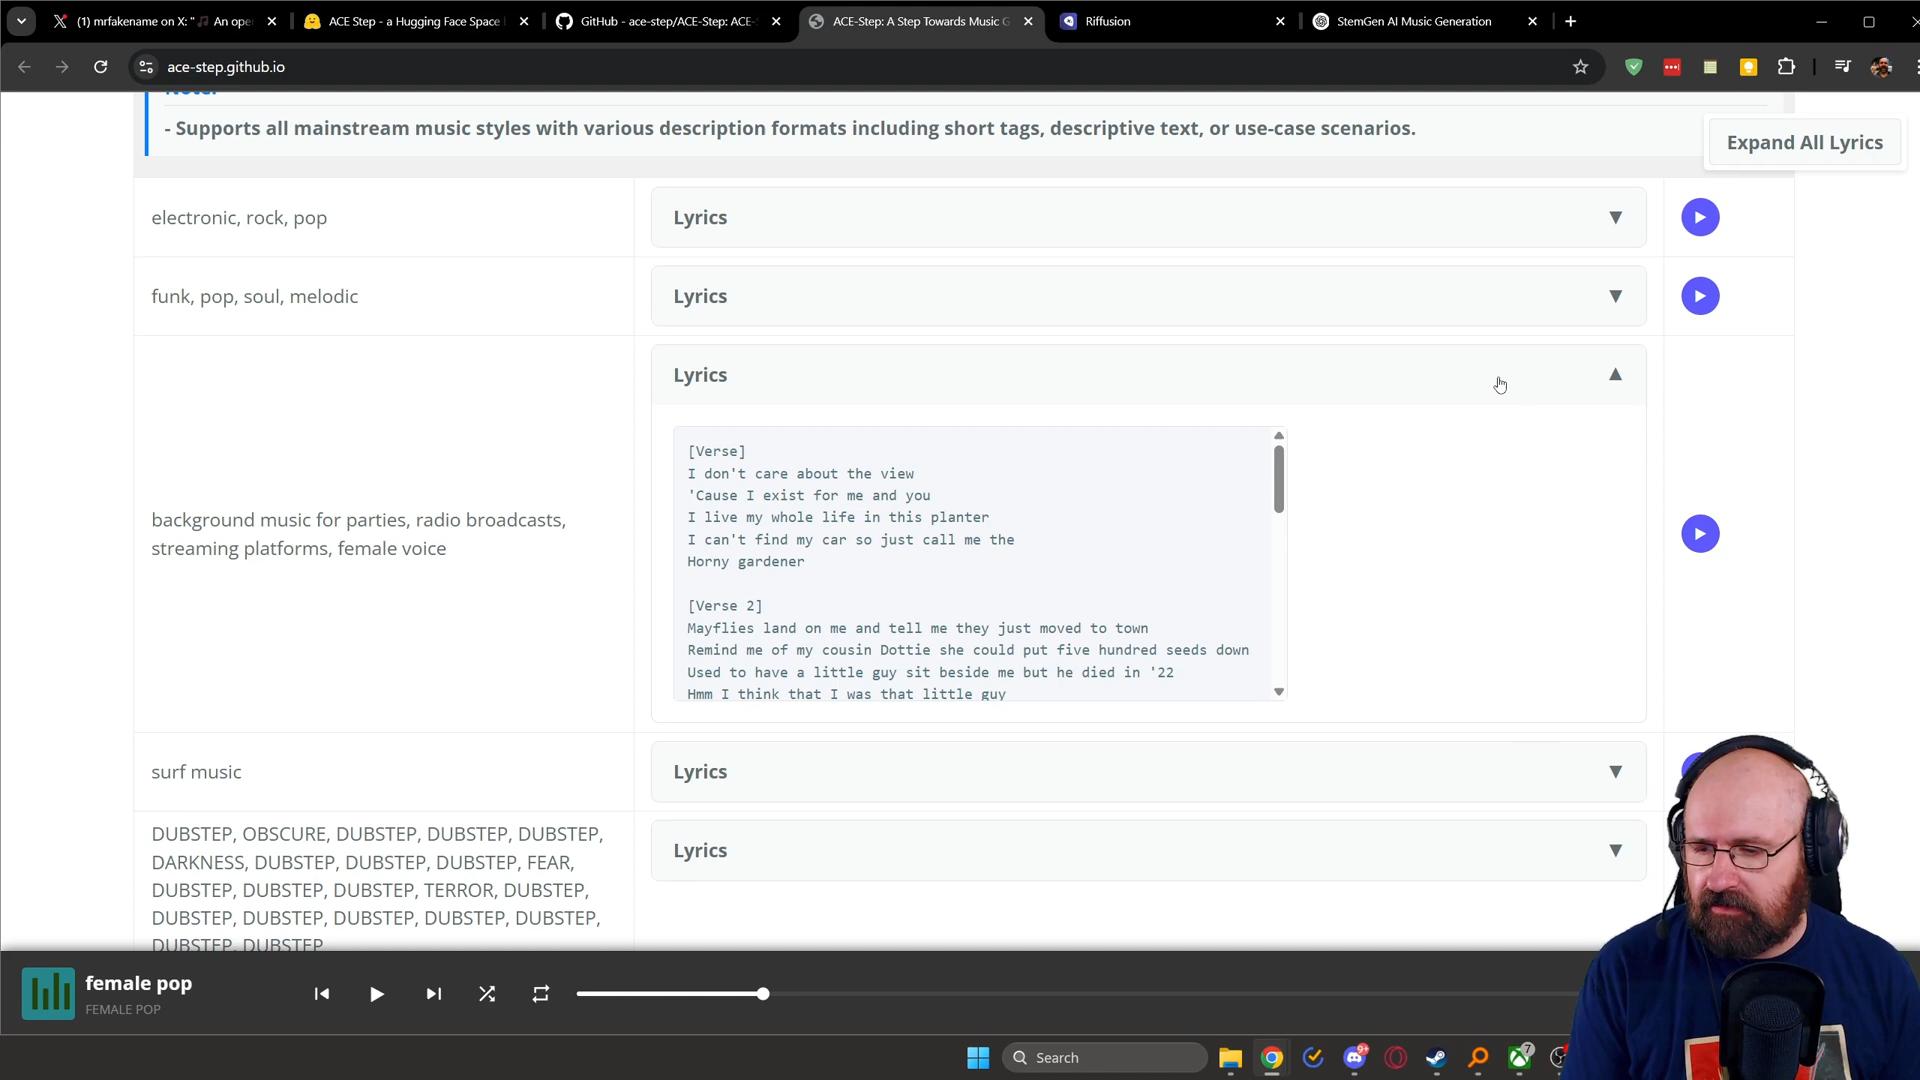 (1) mrfakename on X: "🎵 An ope
ACE Step - a Hugging Face Space
GitHub - ace-step/ACE-Step: ACE-
ACE-Step: A Step Towards Music G
Riffusion
StemGen AI Music Generation
ace-step.github.io
- Supports all mainstream music styles with various description formats including short tags, descriptive text, or use-case scenarios.
Expand All Lyrics
electronic, rock, pop
Lyrics
funk, pop, soul, melodic
Lyrics
Lyrics
[Verse]
I don't care about the view
'Cause I exist for me and you
I live my whole life in this planter
I can't find my car so just call me the
Horny gardener
[Verse 2]
Mayflies land on me and tell me they just moved to town
Remind me of my cousin Dottie she could put five hundred seeds down
Used to have a little guy sit beside me but he died in '22
Hmm I think that I was that little guy
background music for parties, radio broadcasts,
streaming platforms, female voice
surf music
Lyrics
DUBSTEP, OBSCURE, DUBSTEP, DUBSTEP, DUBSTEP,
DARKNESS, DUBSTEP, DUBSTEP, DUBSTEP, FEAR,
DUBSTEP, DUBSTEP, DUBSTEP, TERROR, DUBSTEP,
DUBSTEP, DUBSTEP, DUBSTEP, DUBSTEP, DUBSTEP,
DUBSTEP, DUBSTEP
Lyrics
female pop
FEMALE POP
Search
9+
7